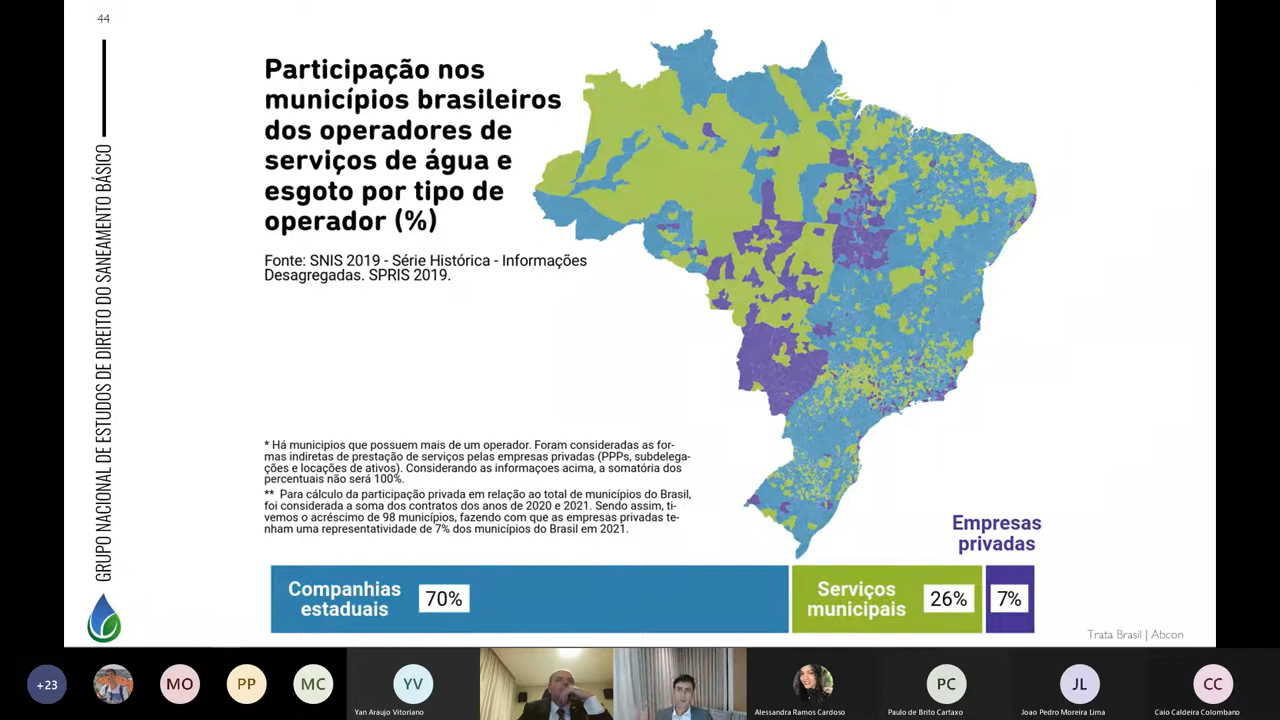 44
GRUPO NACIONAL DE ESTUDOS DE DIREITO DO SANEAMENTO BÁSICO
Participação nos
municípios brasileiros
dos operadores de
serviços de água e
esgoto por tipo de
operador (%)
Fonte: SNIS 2019 - Série Histórica - Informações
Desagregadas. SPRIS 2019.
* Há municipios que possuem mais de um operador. Foram consideradas as for-
mas indiretas de prestação de serviços pelas empresas privadas (PPPs, subdelega-
ções e locações de ativos). Considerando as informaçoes acima, a somatória dos
percentuais não será 100%.
** Para cálculo da participação privada em relação ao total de municípios do Brasil,
foi considerada a soma dos contratos dos anos de 2020 e 2021. Sendo assim, ti-
vemos o acréscimo de 98 municípios, fazendo com que as empresas privadas te-
nham uma representatividade de 7% dos municípios do Brasil em 2021.
Empresas
privadas
Companhias
estaduais
70%
Serviços
municipais
26%
7%
Trata Brasil | Abcon
+23
MO
PP
MC
YV
Yan Araujo Vitoriano
Alessandra Ramos Cardoso
PC
Paulo de Brito Cartaxo
JL
Joao Pedro Moreira Lima
CC
Caio Caldeira Colombano